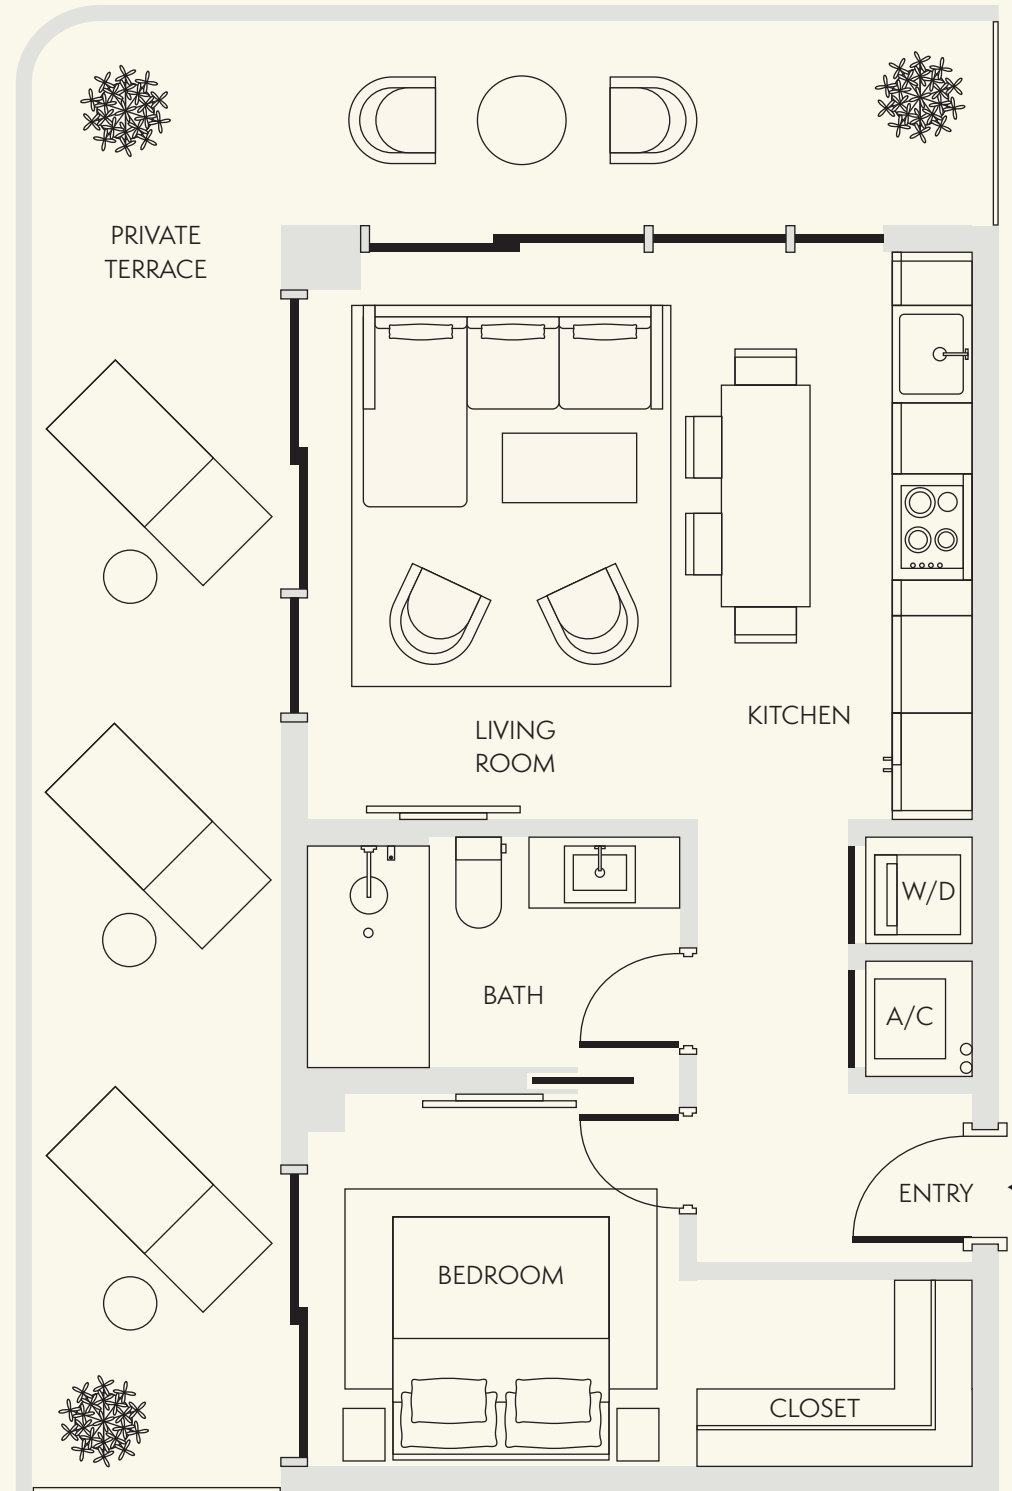 PRIVATE
TERRACE
LIVING
ROOM
KITCHEN
W/D
BATH
A/C
ENTRY
BEDROOM
CLOSET